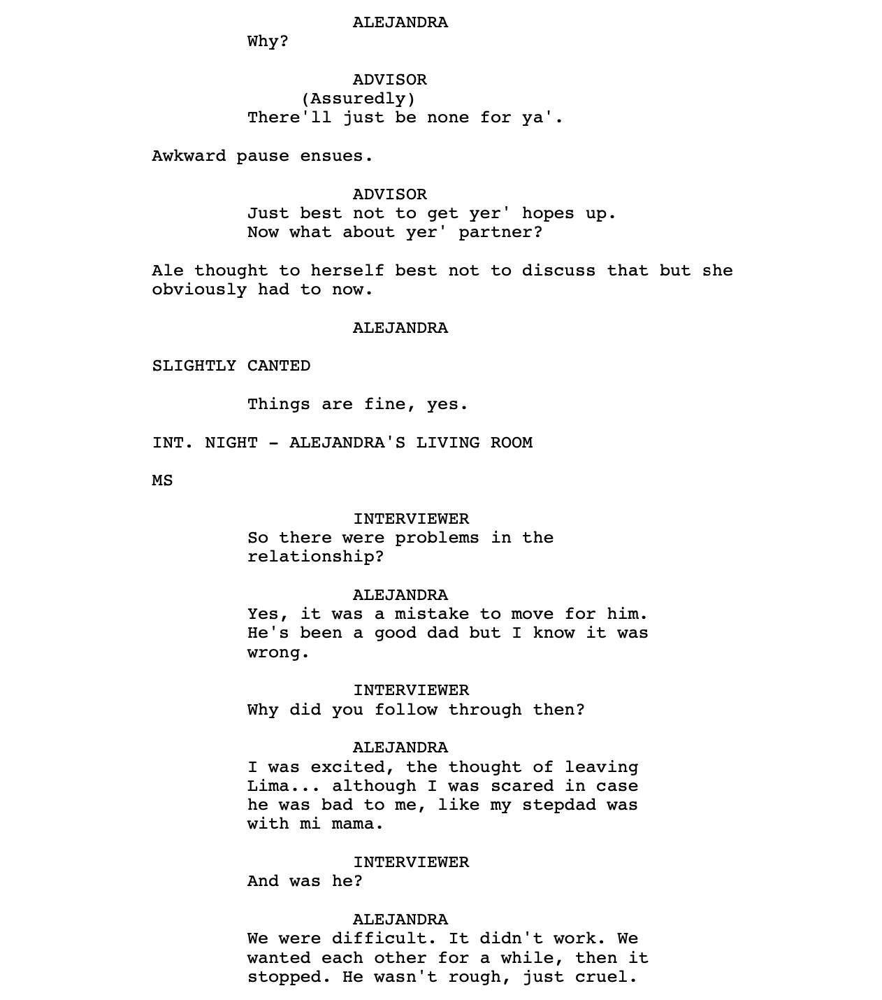 ALEJANDRA
Why?
ADVISOR
(Assuredly)
There'll just be none for ya'.
Awkward pause ensues.
ADVISOR
Just best not to get yer' hopes up.
Now what about yer' partner?
Ale thought to herself best not to discuss that but she
obviously had to now.
ALEJANDRA
SLIGHTLY CANTED
Things are fine, yes.
INT. NIGHT – ALEJANDRA'S LIVING ROOM
MS
INTERVIEWER
So there were problems in the
relationship?
ALEJANDRA
Yes, it was a mistake to move for him.
He's been a good dad but I know it was
wrong.
INTERVIEWER
Why did you follow through then?
ALEJANDRA
I was excited, the thought of leaving
Lima... although I was scared in case
he was bad to me, like my stepdad was
with mi mama.
INTERVIEWER
And was he?
ALEJANDRA
We were difficult. It didn't work. We
wanted each other for a while, then it
stopped. He wasn't rough, just cruel.